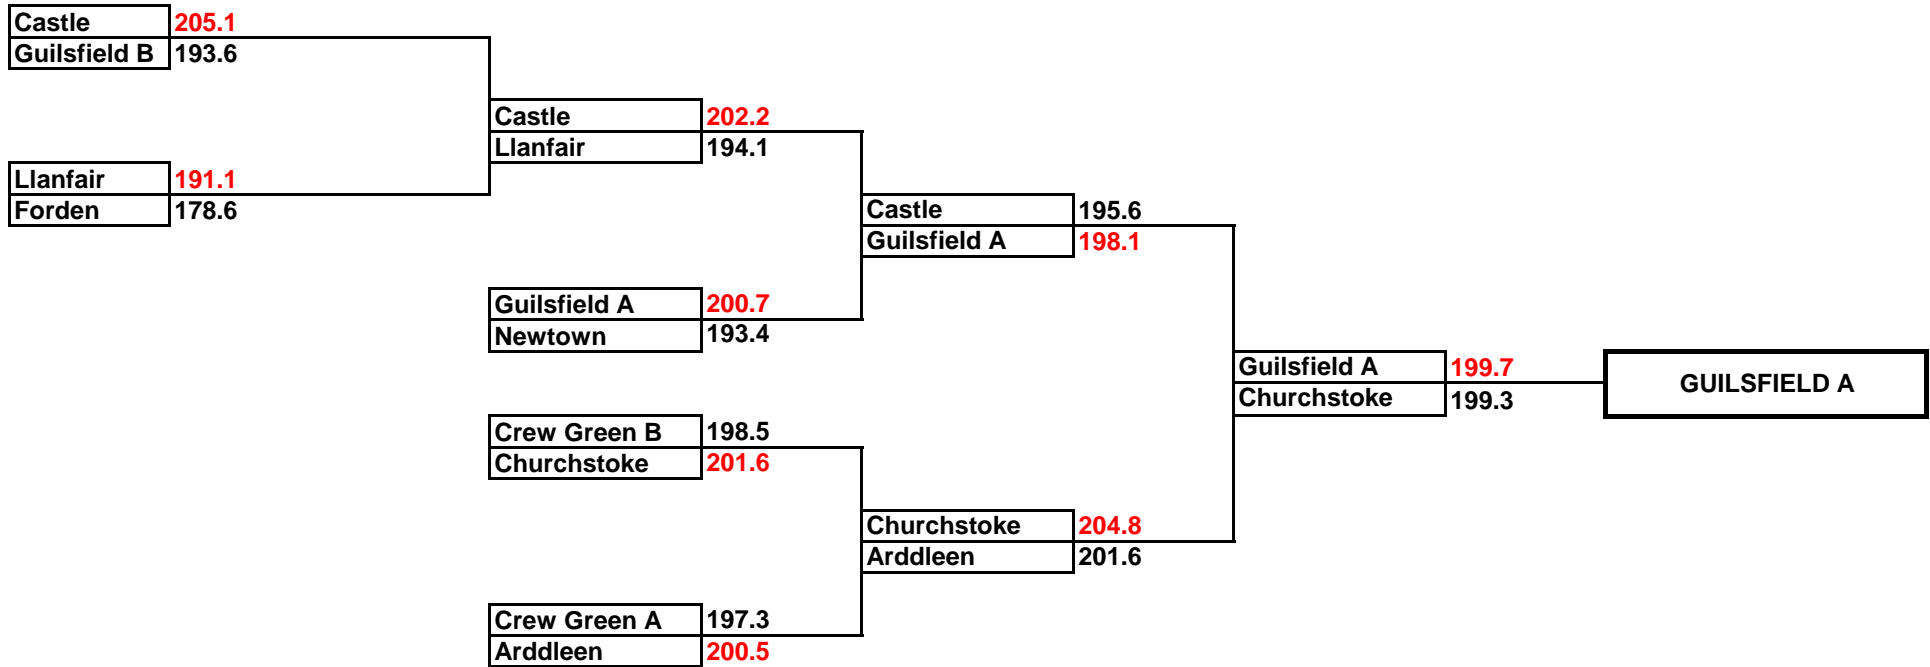 Castle 205.1
Guilsfield B 193.6
Castle 202.2
Llanfair 194.1
Llanfair 191.1
Forden 178.6
Castle 195.6
Guilsfield A 198.1
Guilsfield A 200.7
Newtown 193.4
Guilsfield A 199.7
Churchstoke 199.3
GUILSFIELD A
Crew Green B 198.5
Churchstoke 201.6
Churchstoke 204.8
Arddleen 201.6
Crew Green A 197.3
Arddleen 200.5